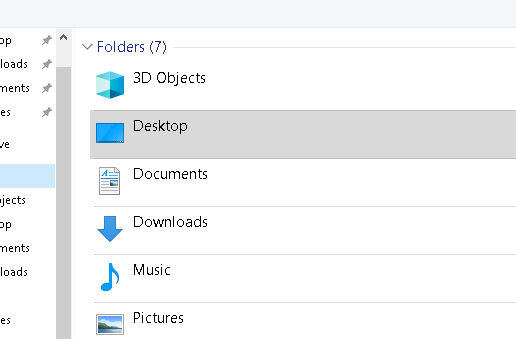 op
loads
ments
es
ve
jects
op
ments
loads
es
Folders (7)
3D Objects
Desktop
Documents
Downloads
Music
Pictures